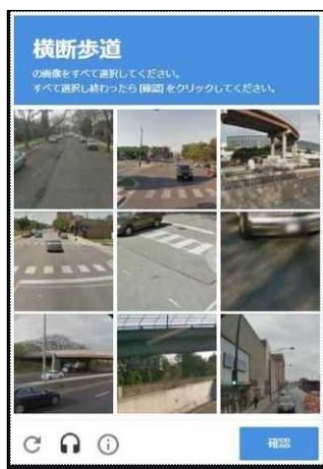 横断歩道
の画像をすべて選択してください。
すべて選択し終わったら [確認] をクリックしてください。
確認